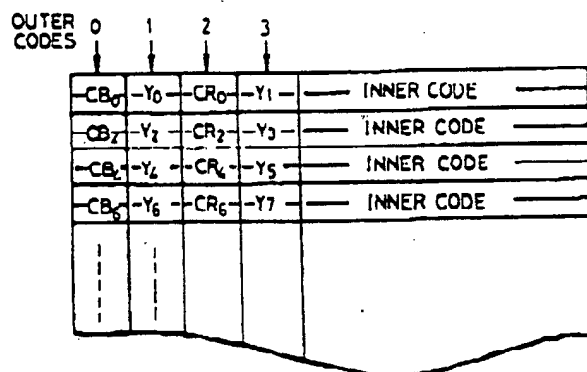 OUTER CODES 0 1 2 3
CB₀ Y₀ CR₀ Y₁ INNER CODE
CB₂ Y₂ CR₂ Y₃ INNER CODE
CB₄ Y₄ CR₄ Y₅ INNER CODE
CB₆ Y₆ CR₆ Y7 INNER CODE